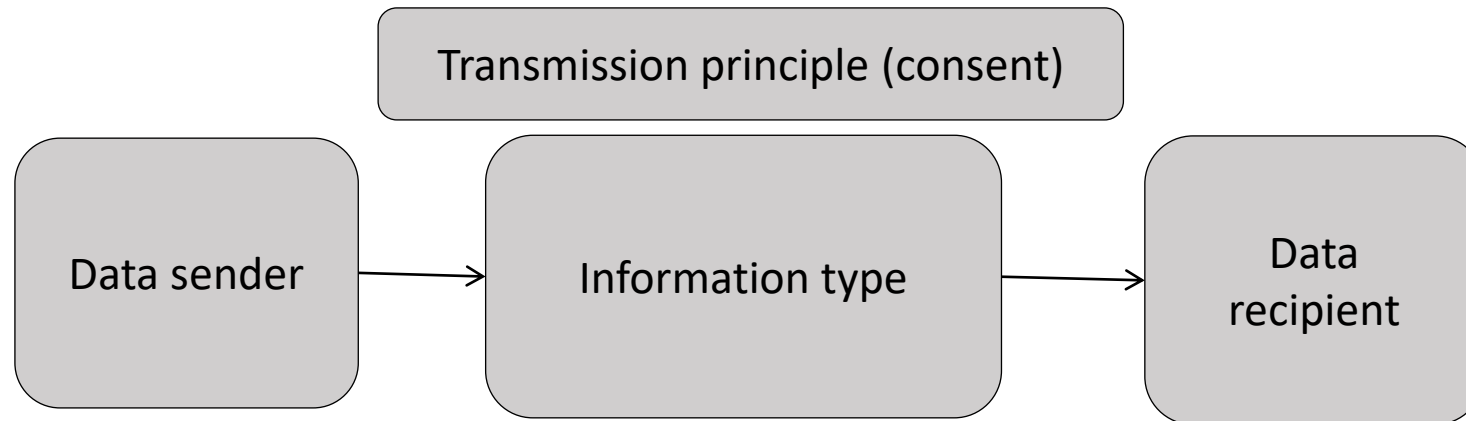 Transmission principle (consent)
Data sender
Information type
Data
recipient